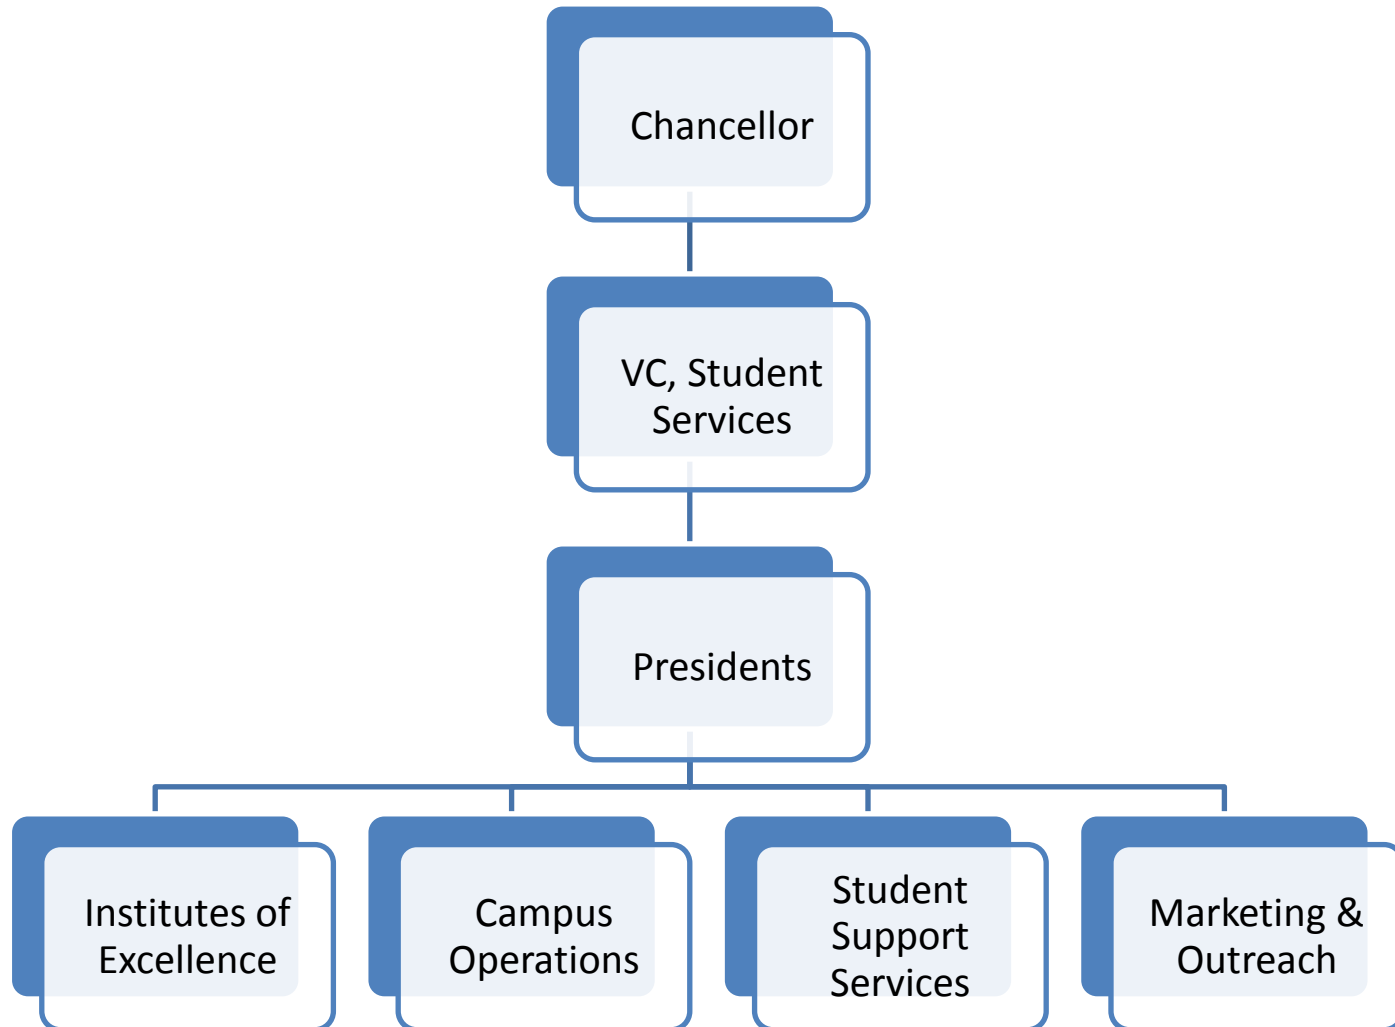 Chancellor
VC, Student
Services
Presidents
Institutes of
Excellence
Campus
Operations
Student
Support
Services
Marketing &
Outreach